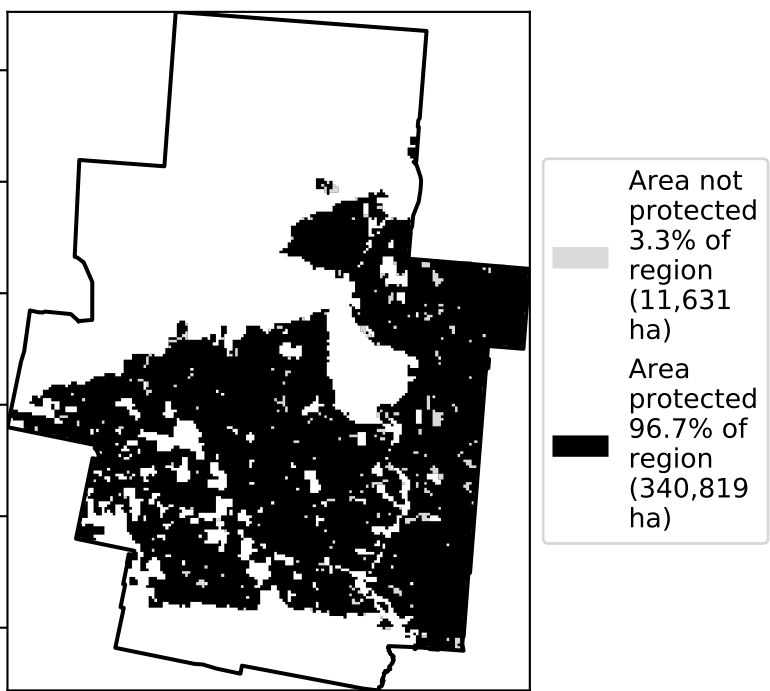 Area not
protected
3.3% of
region
(11,631
ha)
Area
protected
96.7% of
region
(340,819
ha)